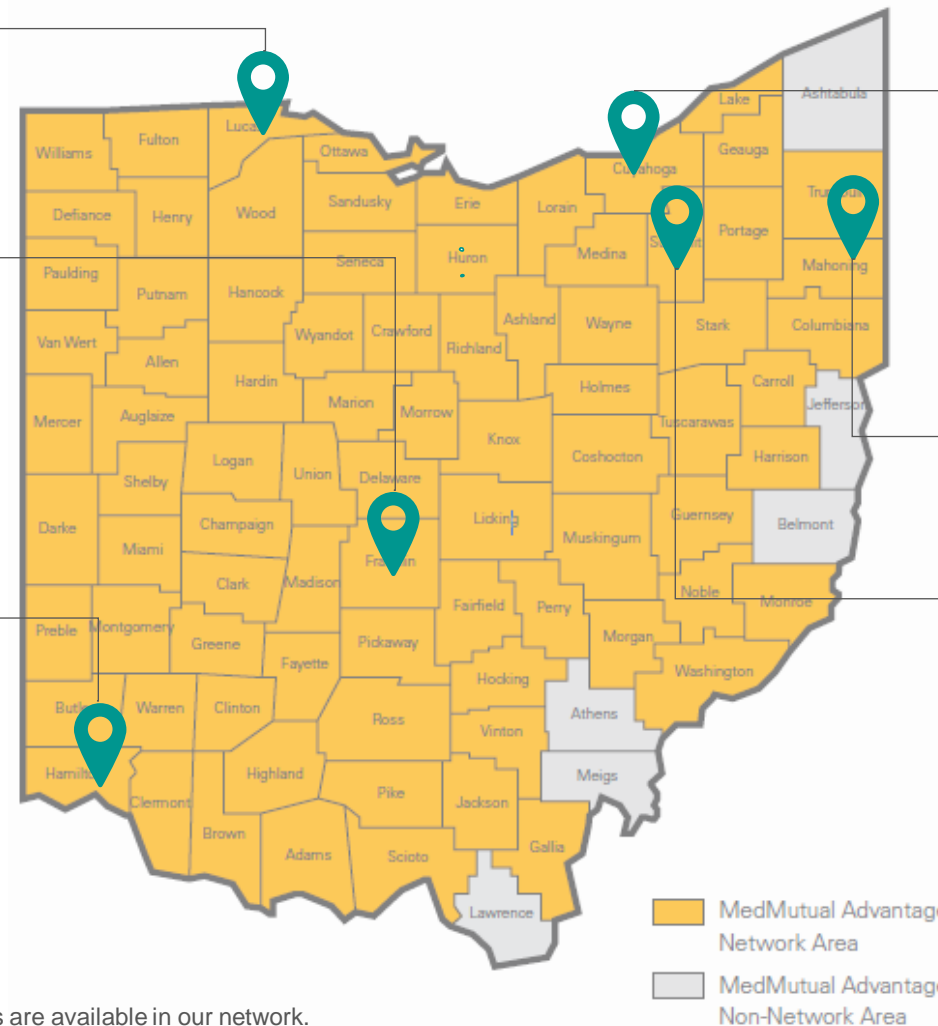 Ashtabula
Lake
Lucas
Geauga
Fulton
Williams
Ottawa
Cuyahoga
Trumbull
Sandusky
Erie
Lorain
Defiance
Henry
Wood
Portage
Summit
Medina
Huron
Seneca
Mahoning
Paulding
Putnam
Hancock
Ashland
Wayne
Stark
Columbiana
Wyandot
Crawford
Richland
Van Wert
Allen
Hardin
Holmes
Carroll
Marion
Morrow
Jefferson
Mercer
Auglaize
Tuscarawas
Knox
Coshocton
Harrison
Logan
Union
Delaware
Shelby
Licking
Guernsey
Belmont
Darke
Champaign
Muskingum
Miami
Franklin
Clark
Madison
Noble
Monroe
Fairfield
Perry
Preble
Montgomery
Greene
Pickaway
Morgan
Fayette
Hocking
Washington
Butler
Warren
Clinton
Ross
Athens
Vinton
Hamilton
Highland
Pike
Meigs
Clermont
Jackson
Brown
Adams
Scioto
Gallia
Lawrence
MedMutual Advantage
Network Area
MedMutual Advantage
Non-Network Area
s are available in our network.